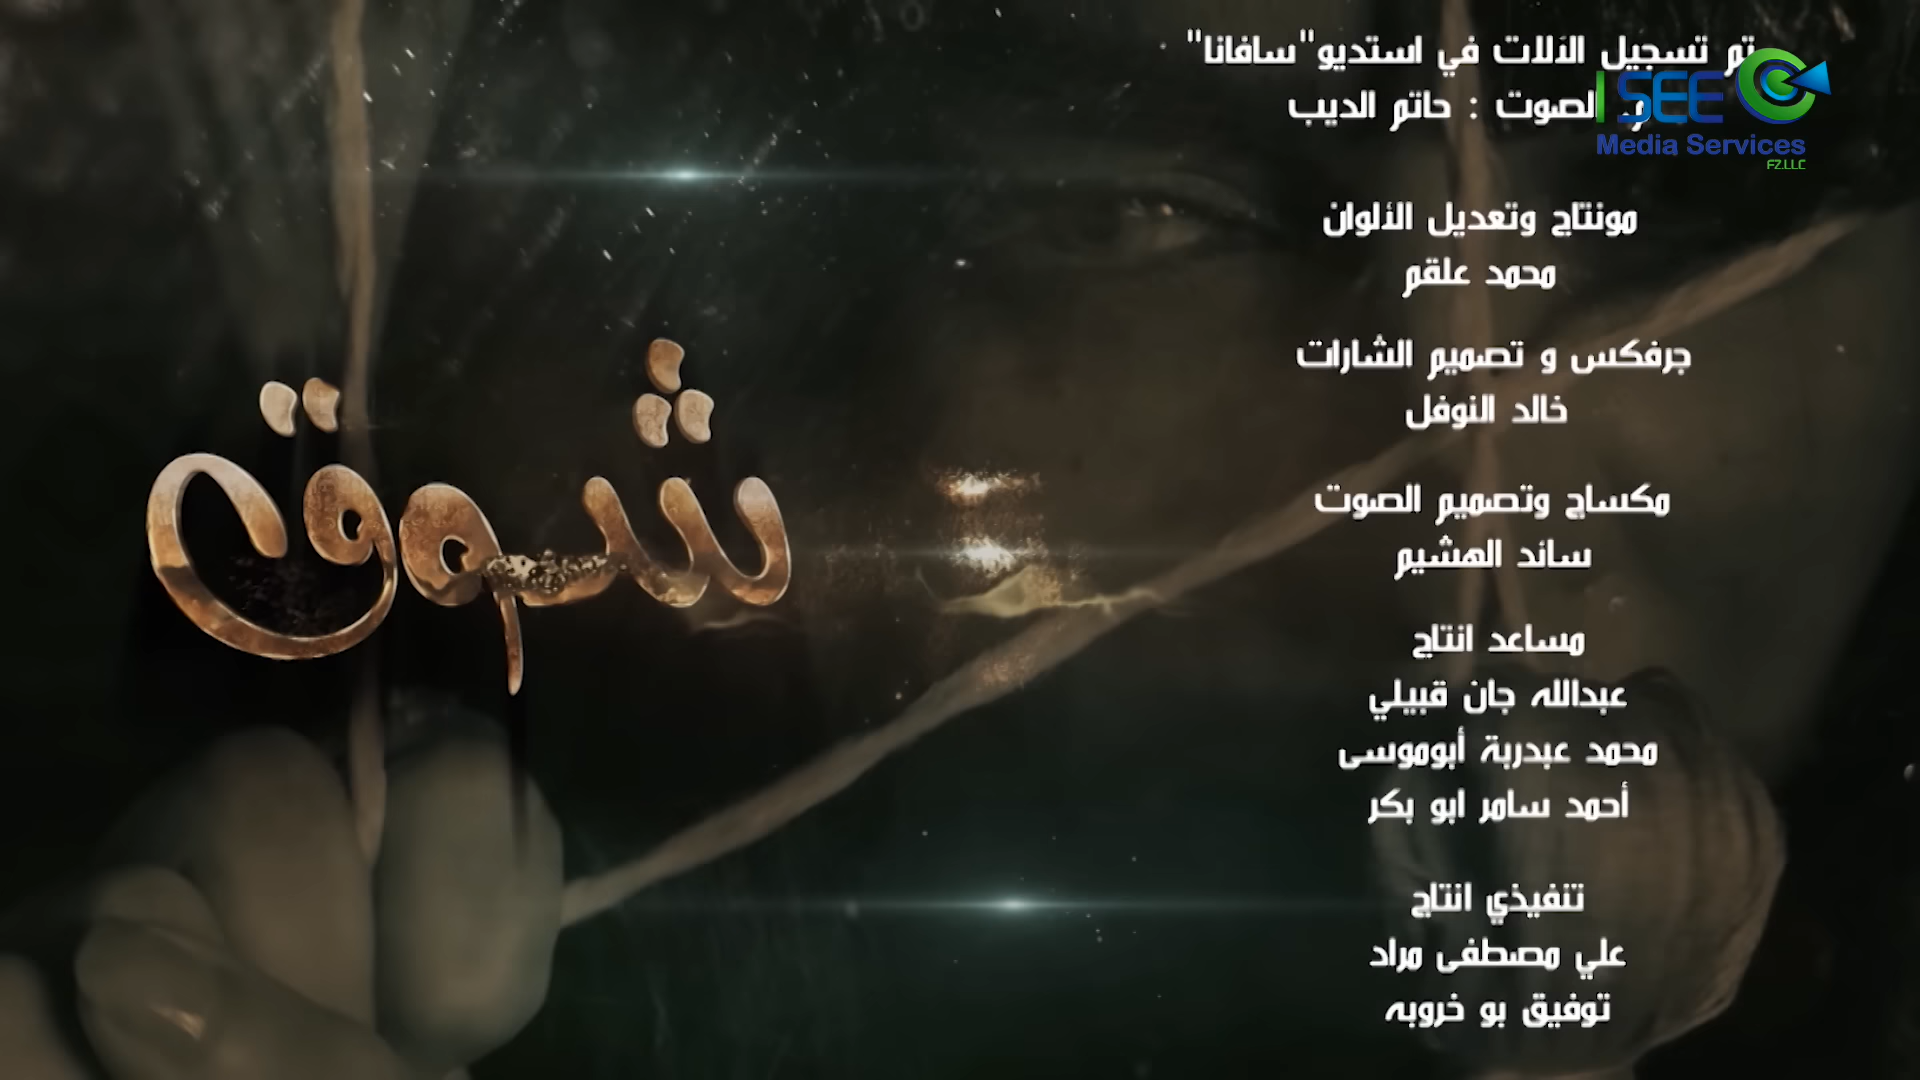 تم تسجيل الآلات في استديو"سافانا"
م. الصوت : حاتم الديب
I SEE
Media Services
FZ.LLC
مونتاج وتعديل الألوان
محمد علقم
جرفكس و تصميم الشارات
خالد النوفل
شوق
مكساج وتصميم الصوت
سائد الهشيم
مساعد انتاج
عبدالله جان قبيلي
محمد عبدربة أبوموسى
أحمد سامر ابو بكر
تنفيذي انتاج
علي مصطفى مراد
توفيق بو خروبه